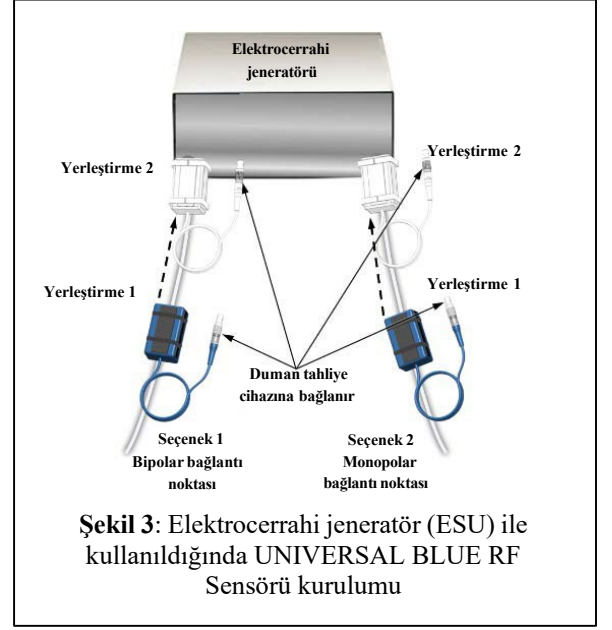 Elektrocerrahi
jeneratörü
Yerleştirme 2
Yerleştirme 2
Yerleştirme 1
Yerleştirme 1
Duman tahliye
cihazına bağlanır
Seçenek 1
Bipolar bağlantı
noktası
Seçenek 2
Monopolar
bağlantı noktası
Şekil 3: Elektrocerrahi jeneratör (ESU) ile
kullanıldığında UNIVERSAL BLUE RF
Sensörü kurulumu